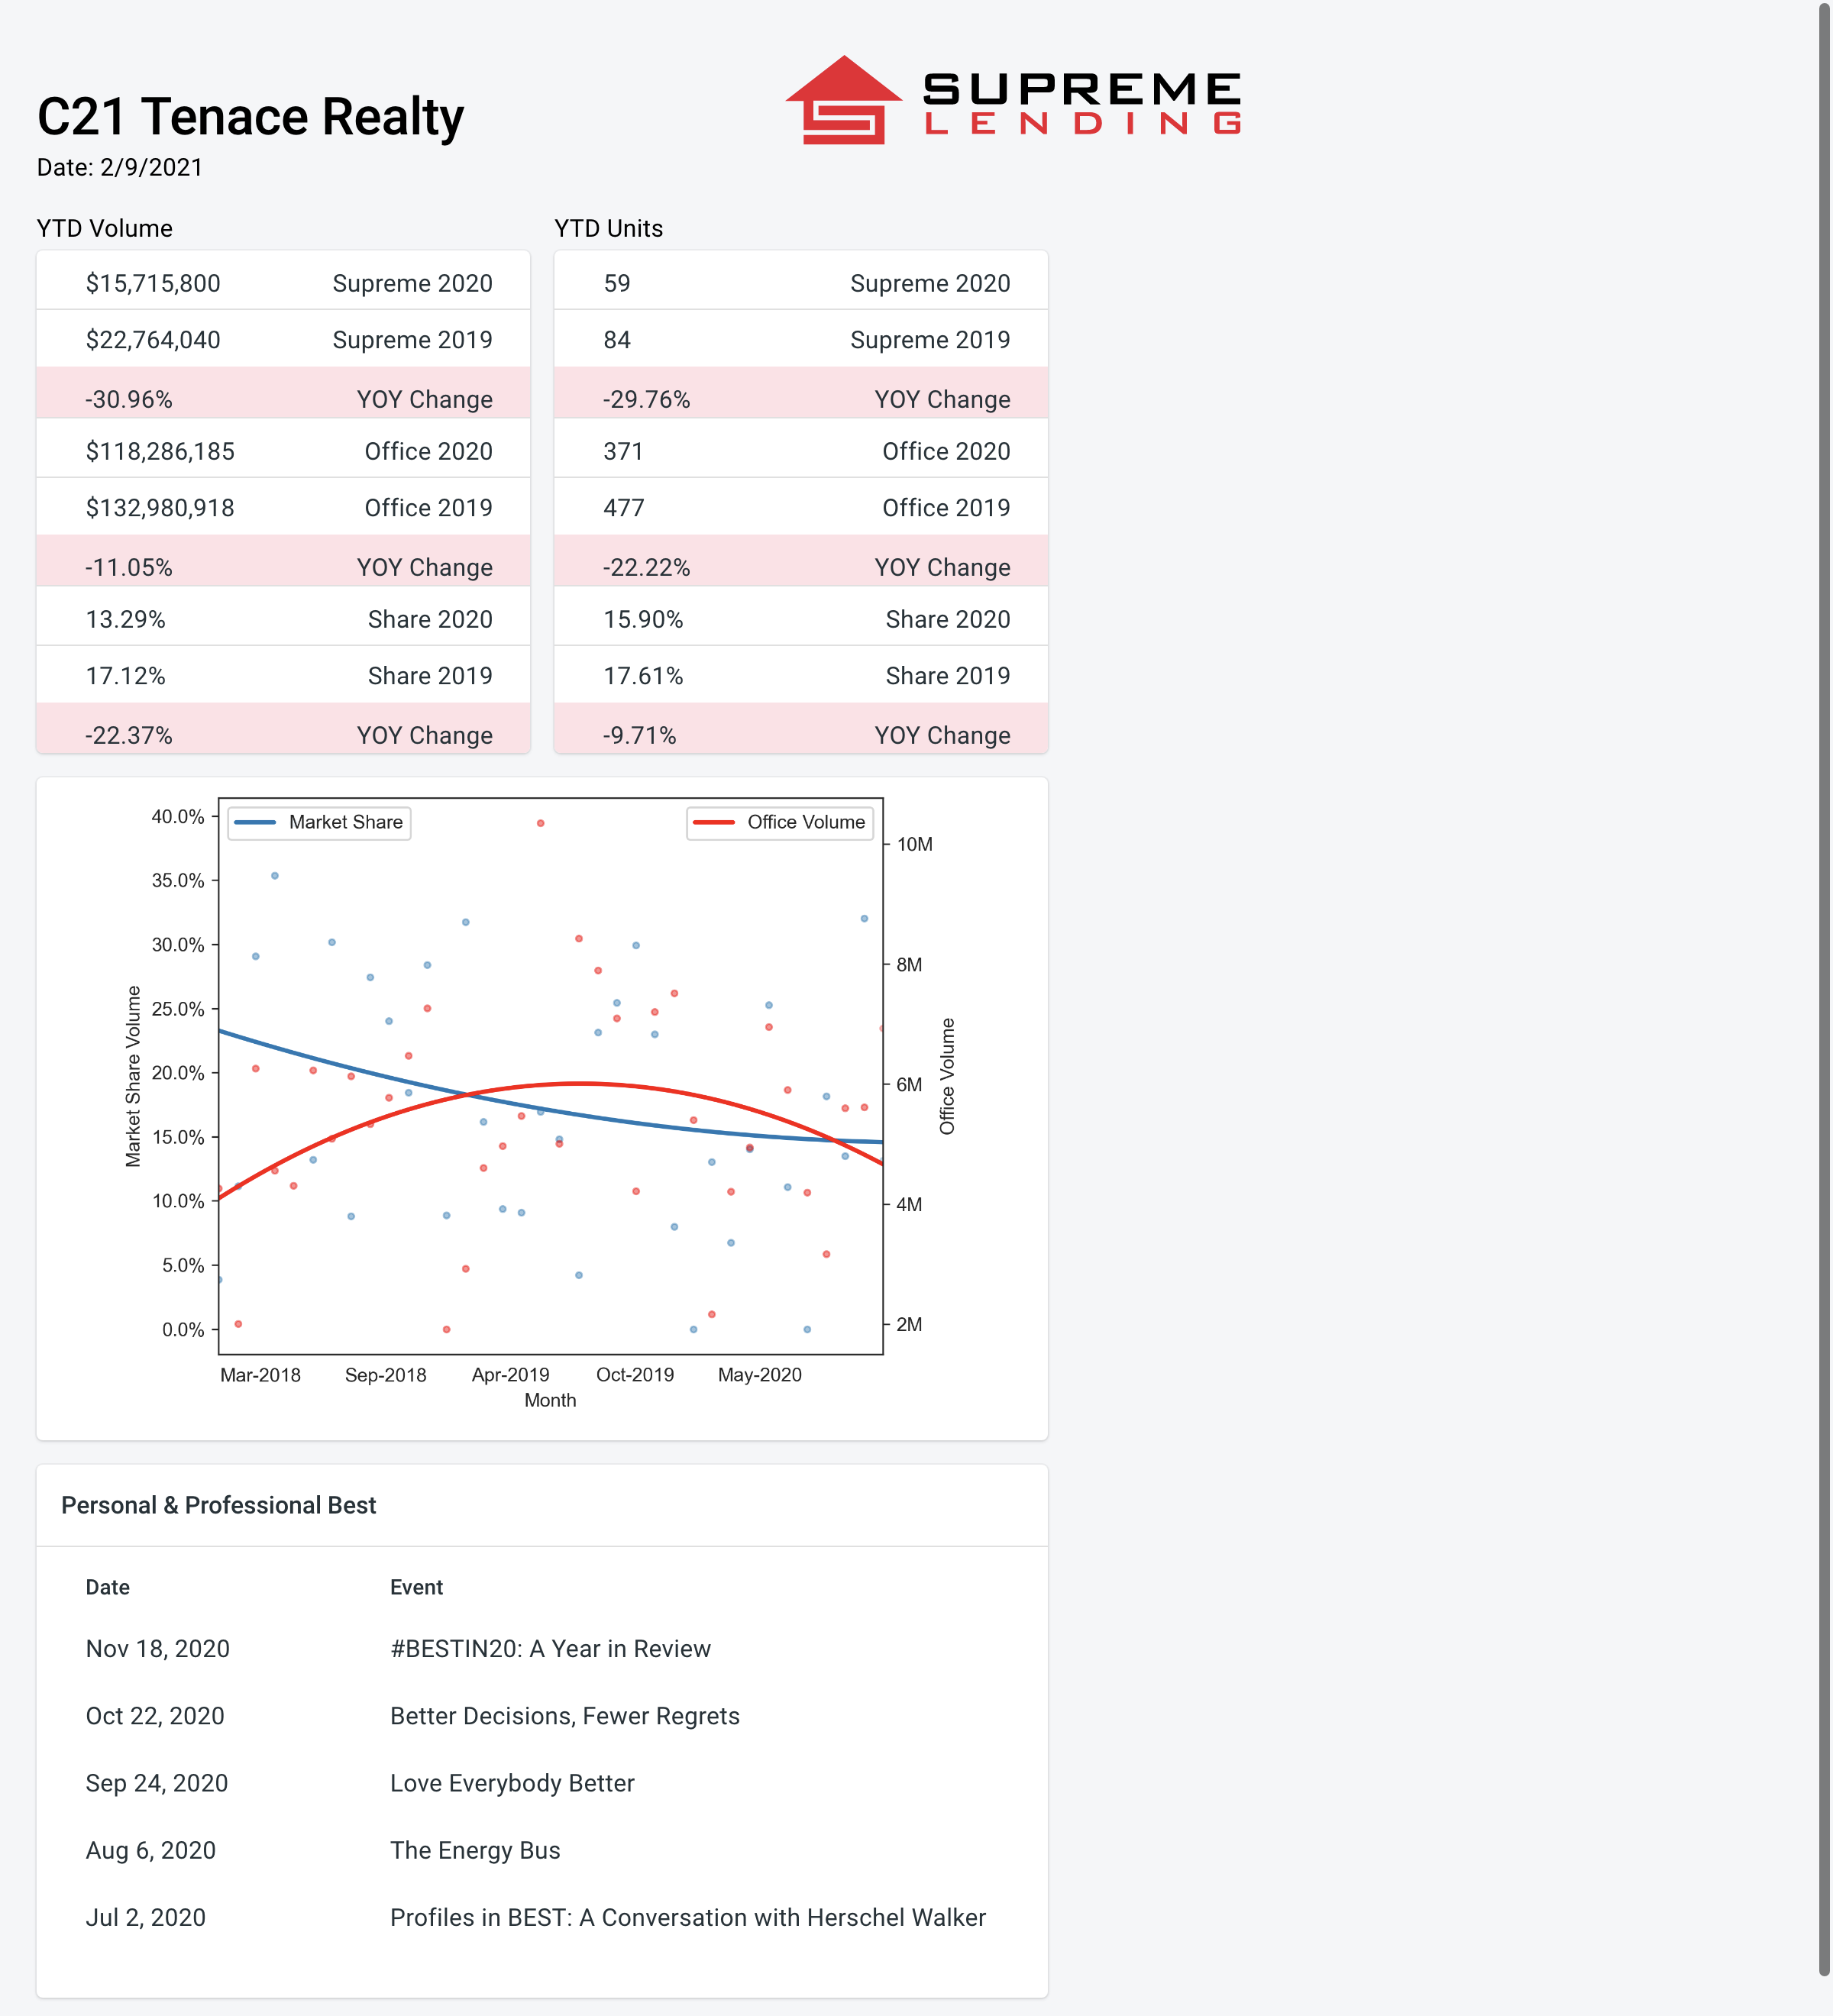 SUPREME
LENDING
C21 Tenace Realty
Date: 2/9/2021
YTD Volume
$15,715,800 Supreme 2020
$22,764,040 Supreme 2019
-30.96% YOY Change
$118,286,185 Office 2020
$132,980,918 Office 2019
-11.05% YOY Change
13.29% Share 2020
17.12% Share 2019
-22.37% YOY Change
YTD Units
59 Supreme 2020
84 Supreme 2019
-29.76% YOY Change
371 Office 2020
477 Office 2019
-22.22% YOY Change
15.90% Share 2020
17.61% Share 2019
-9.71% YOY Change
Market Share
Office Volume
40.0%
35.0%
30.0%
25.0%
20.0%
15.0%
10.0%
5.0%
0.0%
Market Share Volume
10M
8M
6M
4M
2M
Office Volume
Mar-2018 Sep-2018 Apr-2019 Oct-2019 May-2020
Month
Personal & Professional Best
Date Event
Nov 18, 2020 #BESTIN20: A Year in Review
Oct 22, 2020 Better Decisions, Fewer Regrets
Sep 24, 2020 Love Everybody Better
Aug 6, 2020 The Energy Bus
Jul 2, 2020 Profiles in BEST: A Conversation with Herschel Walker